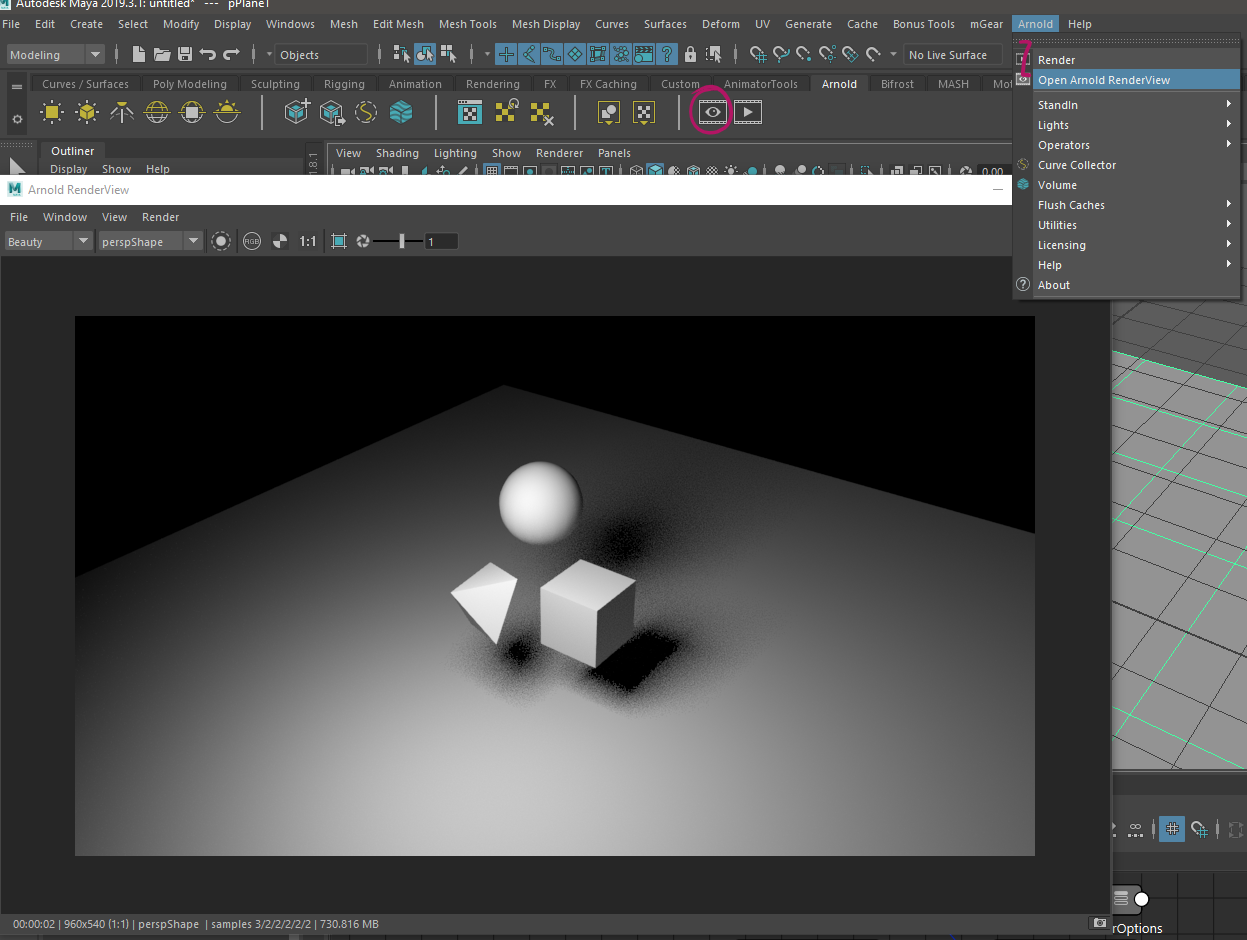 Autodesk Maya 2019.3.1: untitled* --- pPlane1
File Edit Create Select Modify Display Windows Mesh Edit Mesh Mesh Tools Mesh Display Curves Surfaces Deform UV Generate Cache Bonus Tools mGear Arnold Help
Modeling Objects No Live Surface
Curves / Surfaces Poly Modeling Sculpting Rigging Animation Rendering FX FX Caching Custom AnimatorTools Arnold Bifrost MASH Mot
Render
Open Arnold RenderView
StandIn
Lights
Operators
Curve Collector
Volume
Flush Caches
Utilities
Licensing
Help
About
Outliner
Display Show Help
18.1
View Shading Lighting Show Renderer Panels
0.00
Arnold RenderView
File Window View Render
Beauty perspShape RGB 1:1 1
00:00:02 | 960x540 (1:1) | perspShape | samples 3/2/2/2/2/2 | 730.816 MB
rOptions